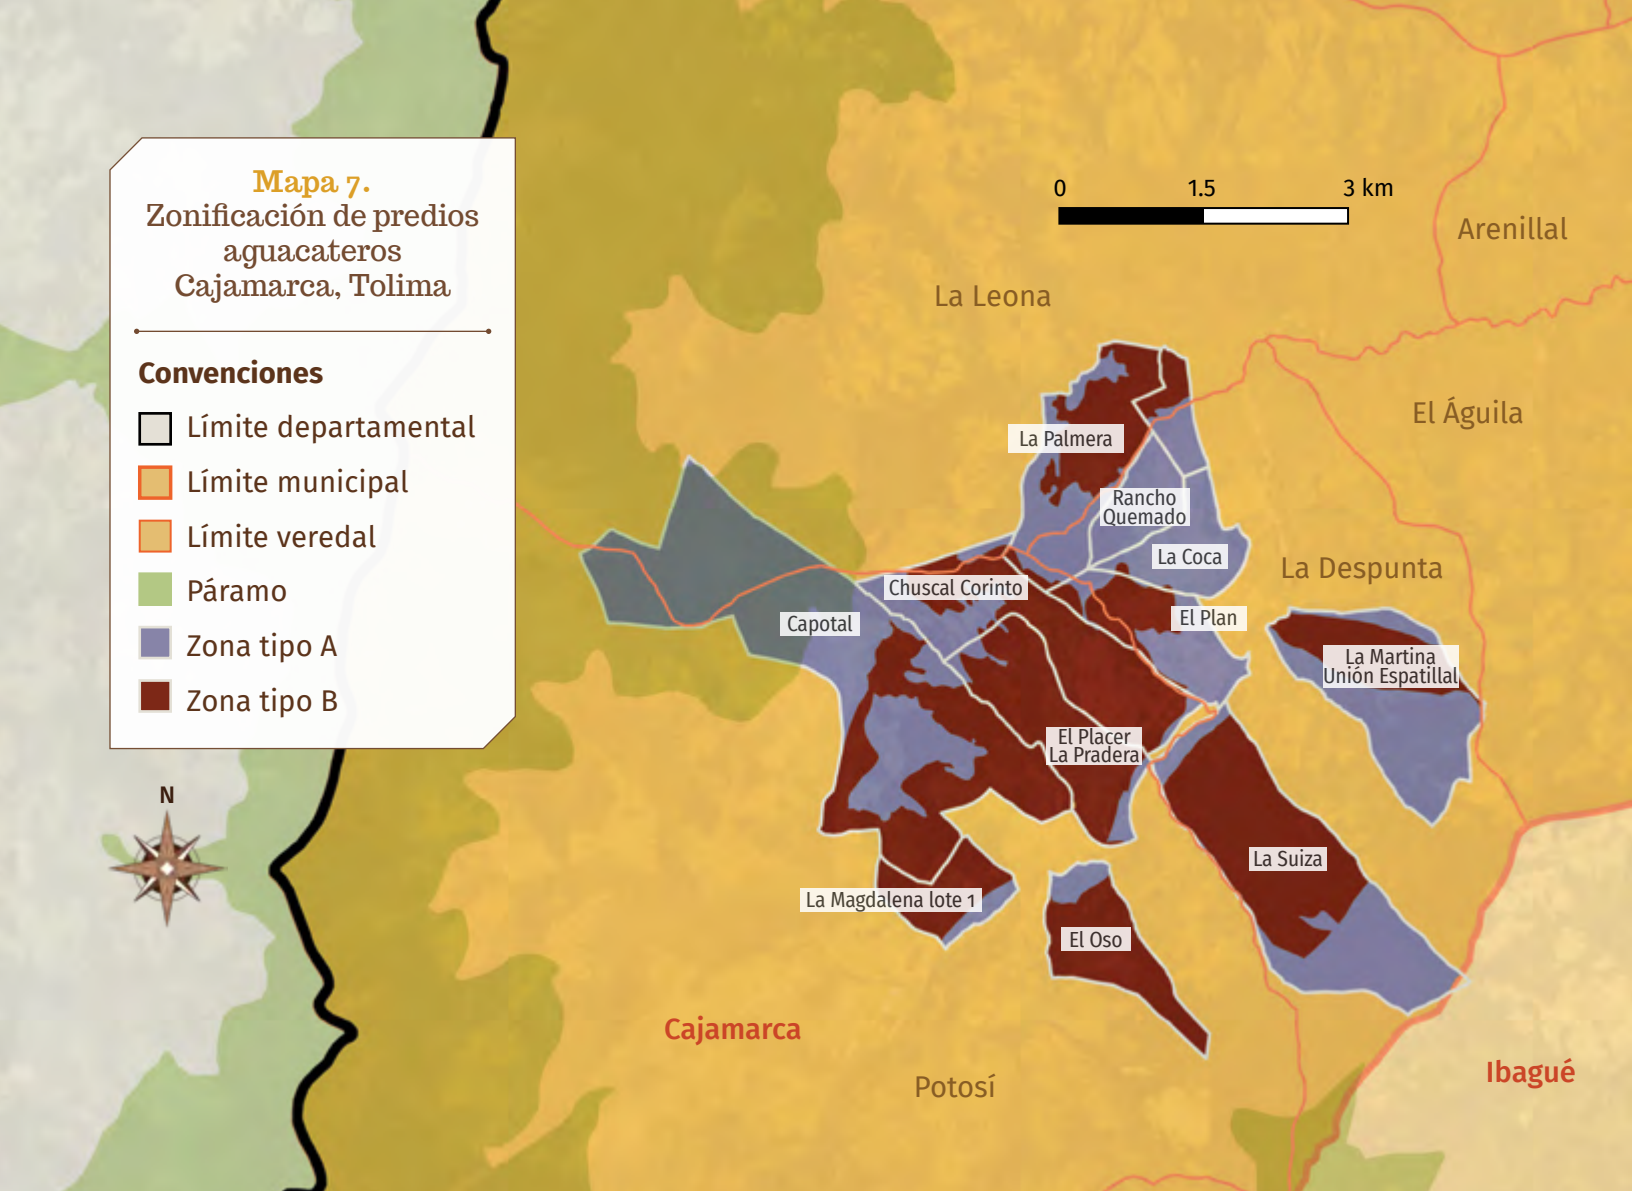 Mapa 7.
Zonificación de predios
aguacateros
Cajamarca, Tolima
Convenciones
Límite departamental
Límite municipal
Límite veredal
Páramo
Zona tipo A
Zona tipo B
N
0 1.5 3 km
Arenillal
La Leona
El Águila
La Palmera
Rancho
Quemado
La Coca
La Despunta
Chuscal Corinto
El Plan
Capotal
La Martina
Unión Espatillal
El Placer
La Pradera
La Suiza
La Magdalena lote 1
El Oso
Cajamarca
Ibagué
Potosí